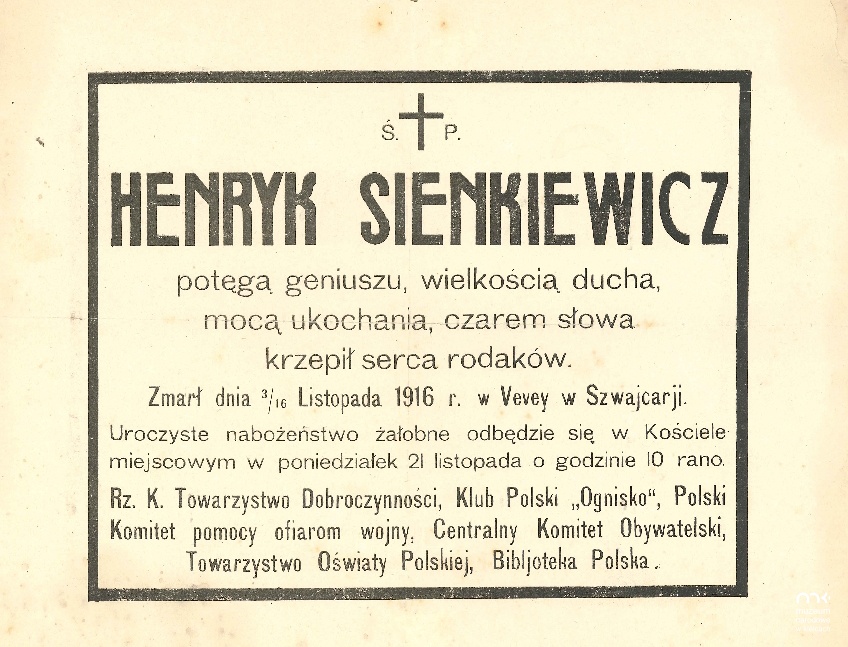 Ś. P.
HENRYK SIENKIEWICZ
potęgą geniuszu, wielkością ducha,
mocą ukochania, czarem słowa
krzepił serca rodaków.
Zmarł dnia 3/16 Listopada 1916 r. w Vevey w Szwajcarji.
Uroczyste nabożeństwo żałobne odbędzie się w Kościele
miejscowym w poniedziałek 21 listopada o godzinie 10 rano.
Rz. K. Towarzystwo Dobroczynności, Klub Polski „Ognisko“, Polski
Komitet pomocy ofiarom wojny, Centralny Komitet Obywatelski,
Towarzystwo Oświaty Polskiej, Bibljoteka Polska.